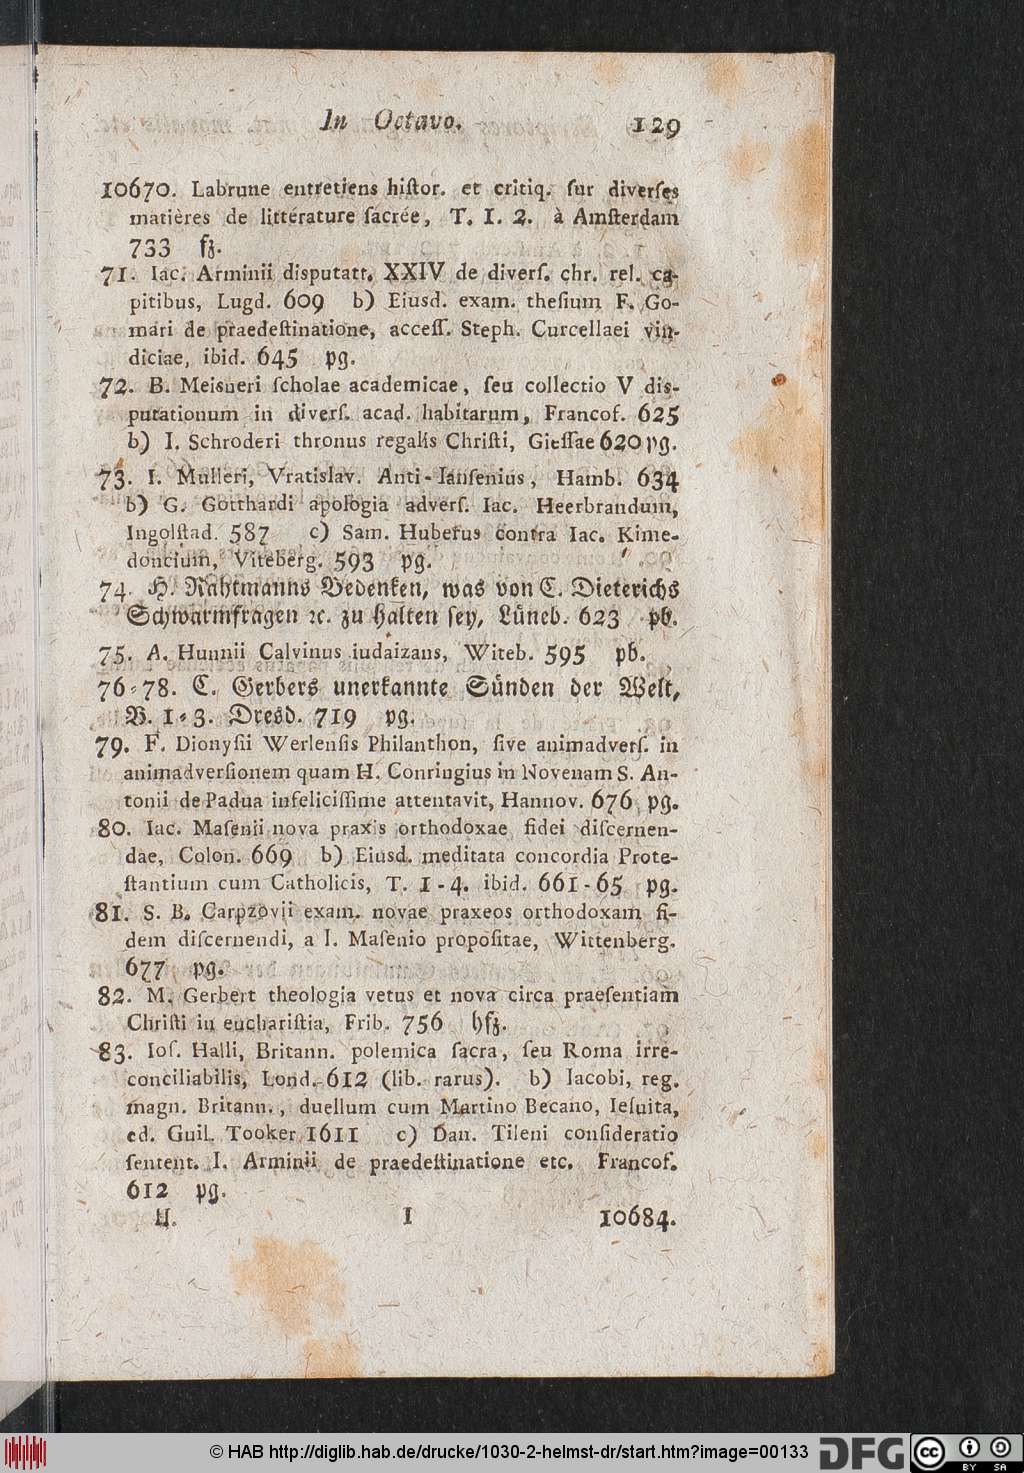 In Octavo. 129
10670. Labrune entretiens hiſtor. et critiq. ſur diverſes
matières de littérature ſacrée, T. I. 2. à Amſterdam
733 ſz.
71. Iac. Arminii disputatt. XXIV de diverſ. chr. rel. ca-
pitibus, Lugd. 609 b) Eiusd. exam. theſium F. Go-
mari de praedeſtinatione, acceſſ. Steph. Curcellaei vin-
diciae, ibid. 645 pg.
72. B. Meisneri ſcholae academicae, ſeu collectio V dis-
putationum in diverſ. acad. habitarum, Francof. 625
b) I. Schroderi thronus regalis Chriſti, Gieſſae 620 pg.
73. I. Mulleri, Vratislav. Anti-Ianſenius, Hamb. 634
b) G. Gotthardi apologia adverſ. Iac. Heerbrandum,
Ingolſtad. 587 c) Sam. Huberus contra Iac. Kime-
doncium, Viteberg. 593 pg.
74. H. Rahtmanns Bedenken, was von C. Dieterichs
Schwarmfragen ꝛc. zu halten ſey, Lüneb. 623 pb.
75. A. Hunnii Calvinus iudaizans, Witeb. 595 pb.
76-78. C. Gerbers unerkannte Sünden der Welt,
B. 1-3. Dresd. 719 pg.
79. F. Dionyſii Werlenſis Philanthon, ſive animadverſ. in
animadverſionem quam H. Conringius in Novenam S. An-
tonii de Padua infeliciſſime attentavit, Hannov. 676 pg.
80. Iac. Maſenii nova praxis orthodoxae fidei diſcernen-
dae, Colon. 669 b) Eiusd. meditata concordia Prote-
ſtantium cum Catholicis, T. 1-4. ibid. 661-65 pg.
81. S. B. Carpzovii exam. novae praxeos orthodoxam fi-
dem diſcernendi, a I. Maſenio propoſitae, Wittenberg.
677 pg.
82. M. Gerbert theologia vetus et nova circa praeſentiam
Chriſti in euchariſtia, Frib. 756 hſz.
83. Ioſ. Halli, Britann. polemica ſacra, ſeu Roma irre-
conciliabilis, Lond. 612 (lib. rarus). b) Iacobi, reg.
magn. Britann., duellum cum Martino Becano, Ieſuita,
ed. Guil. Tooker 1611 c) Dan. Tileni conſideratio
ſentent. I. Arminii de praedeſtinatione etc. Francof.
612 pg.
II. I 10684.
© HAB http://diglib.hab.de/drucke/1030-2-helmst-dr/start.htm?image=00133 DFG cc BY SA